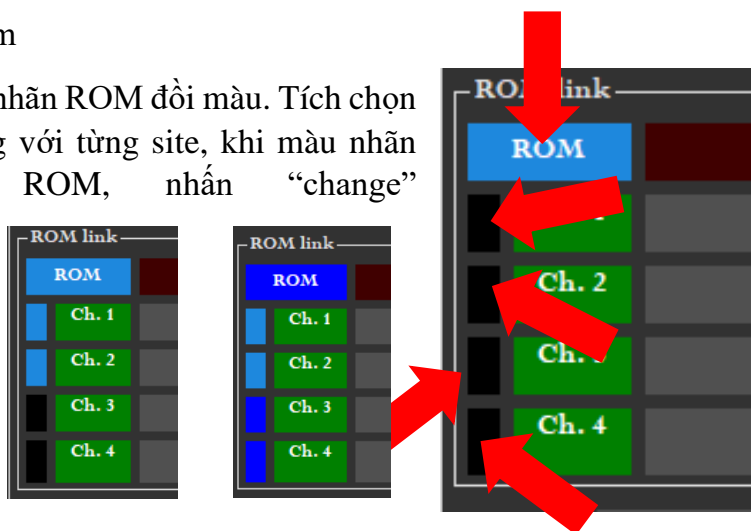 m
nhãn ROM đồi màu. Tích chọn
g với từng site, khi màu nhãn
ROM, nhấn “change”
ROM link
ROM
Ch. 1
Ch. 2
Ch. 3
Ch. 4
ROM link
ROM
Ch. 1
Ch. 2
Ch. 3
Ch. 4
link
ROM
Ch. 2
Ch.
Ch. 4